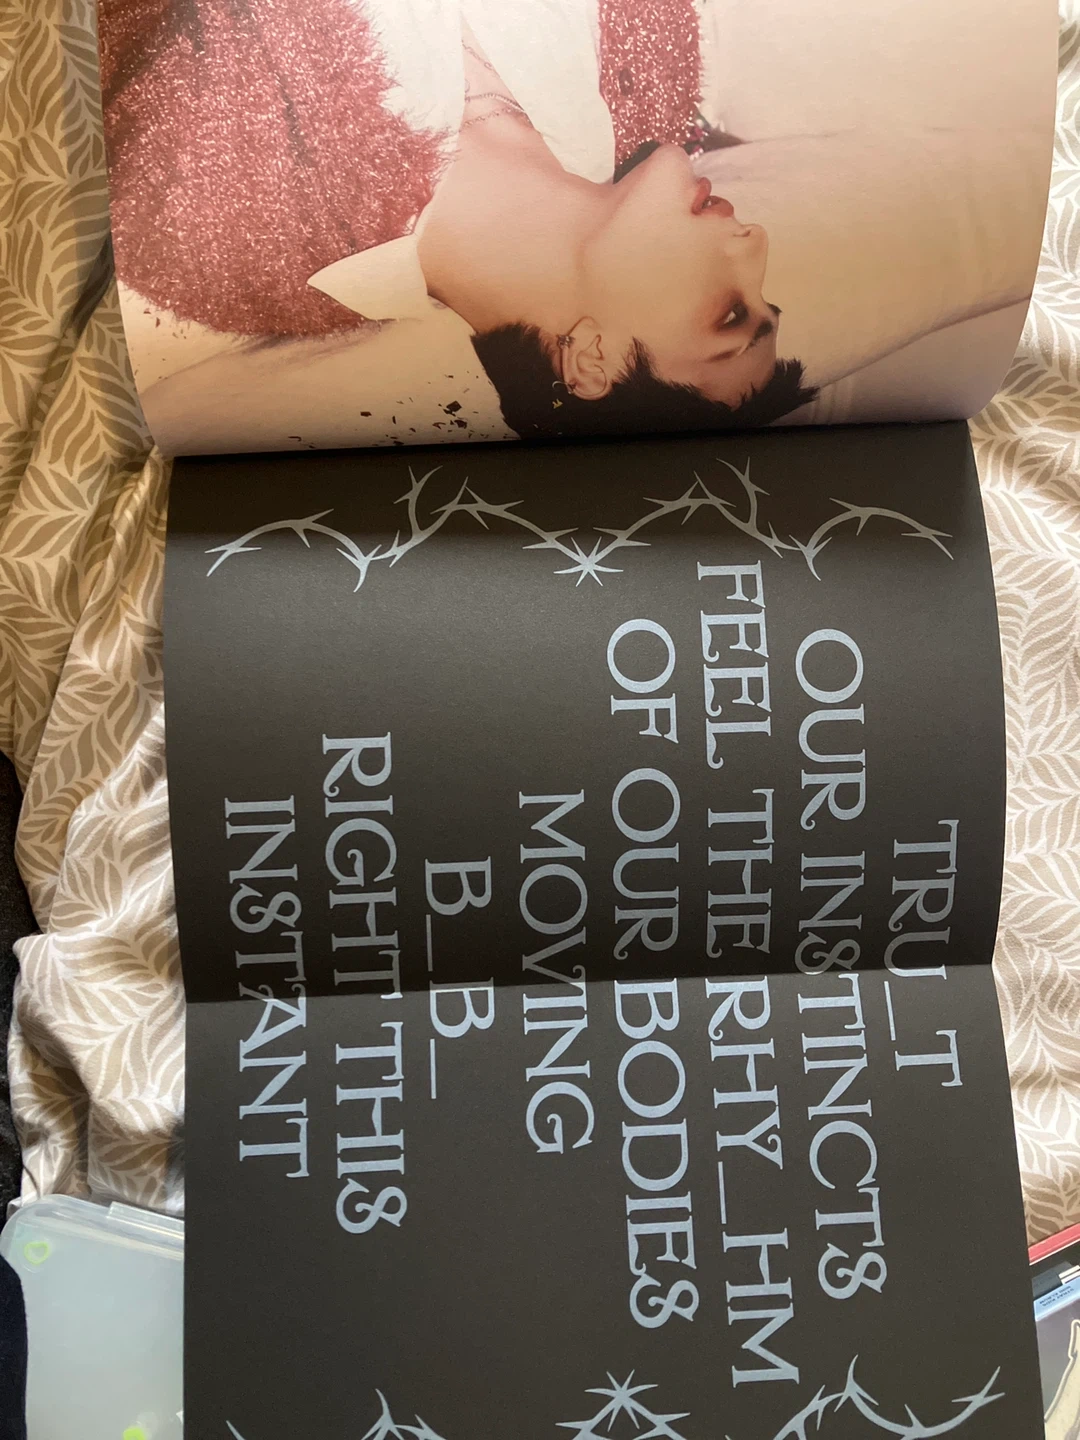 TRU_T
OUR INSTINCTS
FEEL THE RHY_HM
OF OUR BODIES
MOVING
B_B_
RIGHT THIS
INSTANT